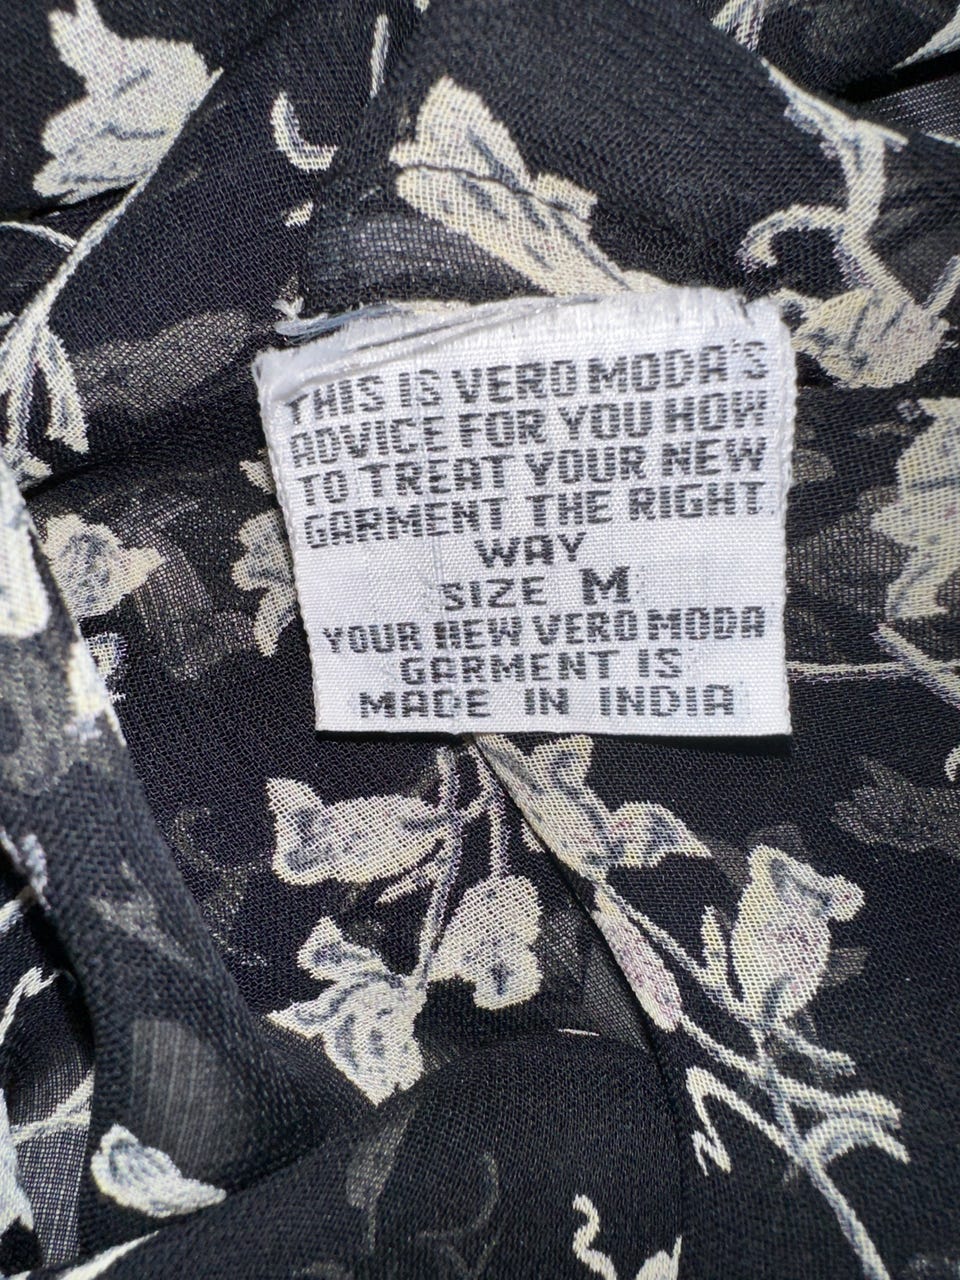 THIS IS VERO MODA'S
ADVICE FOR YOU HOW
TO TREAT YOUR NEW
GARMENT THE RIGHT
WAY
SIZE M
YOUR NEW VERO MODA
GARMENT IS
MADE IN INDIA